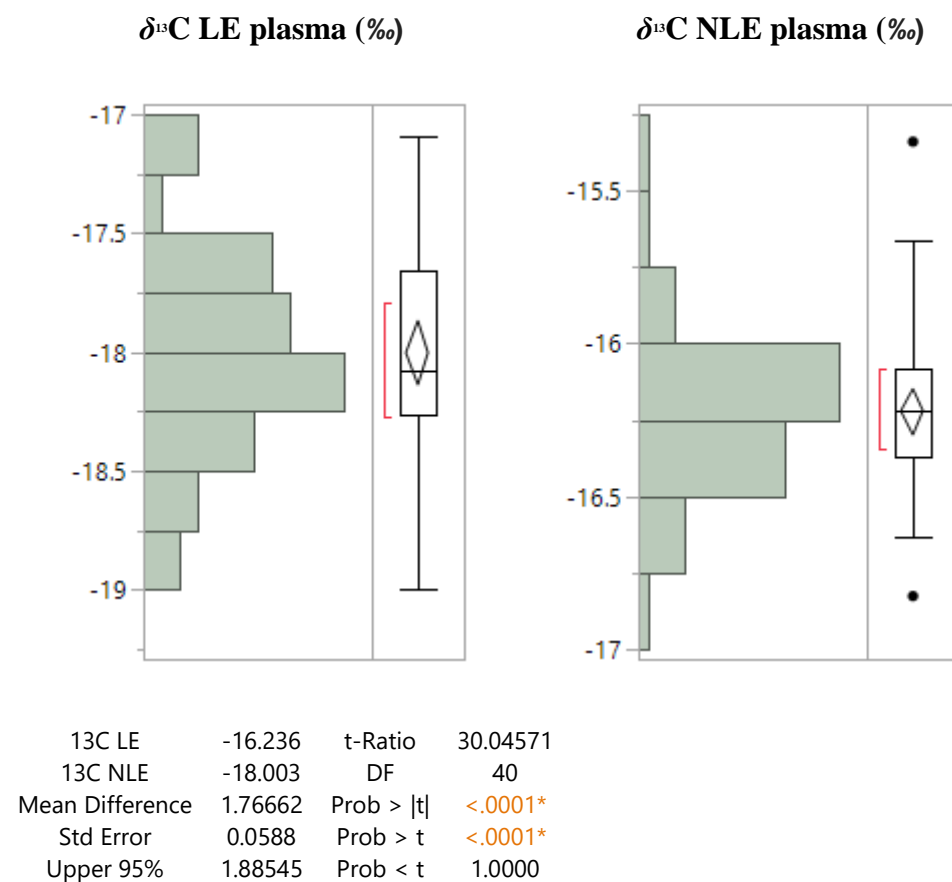 δ¹³C LE plasma (‰)
δ¹³C NLE plasma (‰)
-17
-17.5
-18
-18.5
-19
-15.5
-16
-16.5
-17
13C LE -16.236 t-Ratio 30.04571
13C NLE -18.003 DF 40
Mean Difference 1.76662 Prob > |t| <.0001*
Std Error 0.0588 Prob > t <.0001*
Upper 95% 1.88545 Prob < t 1.0000